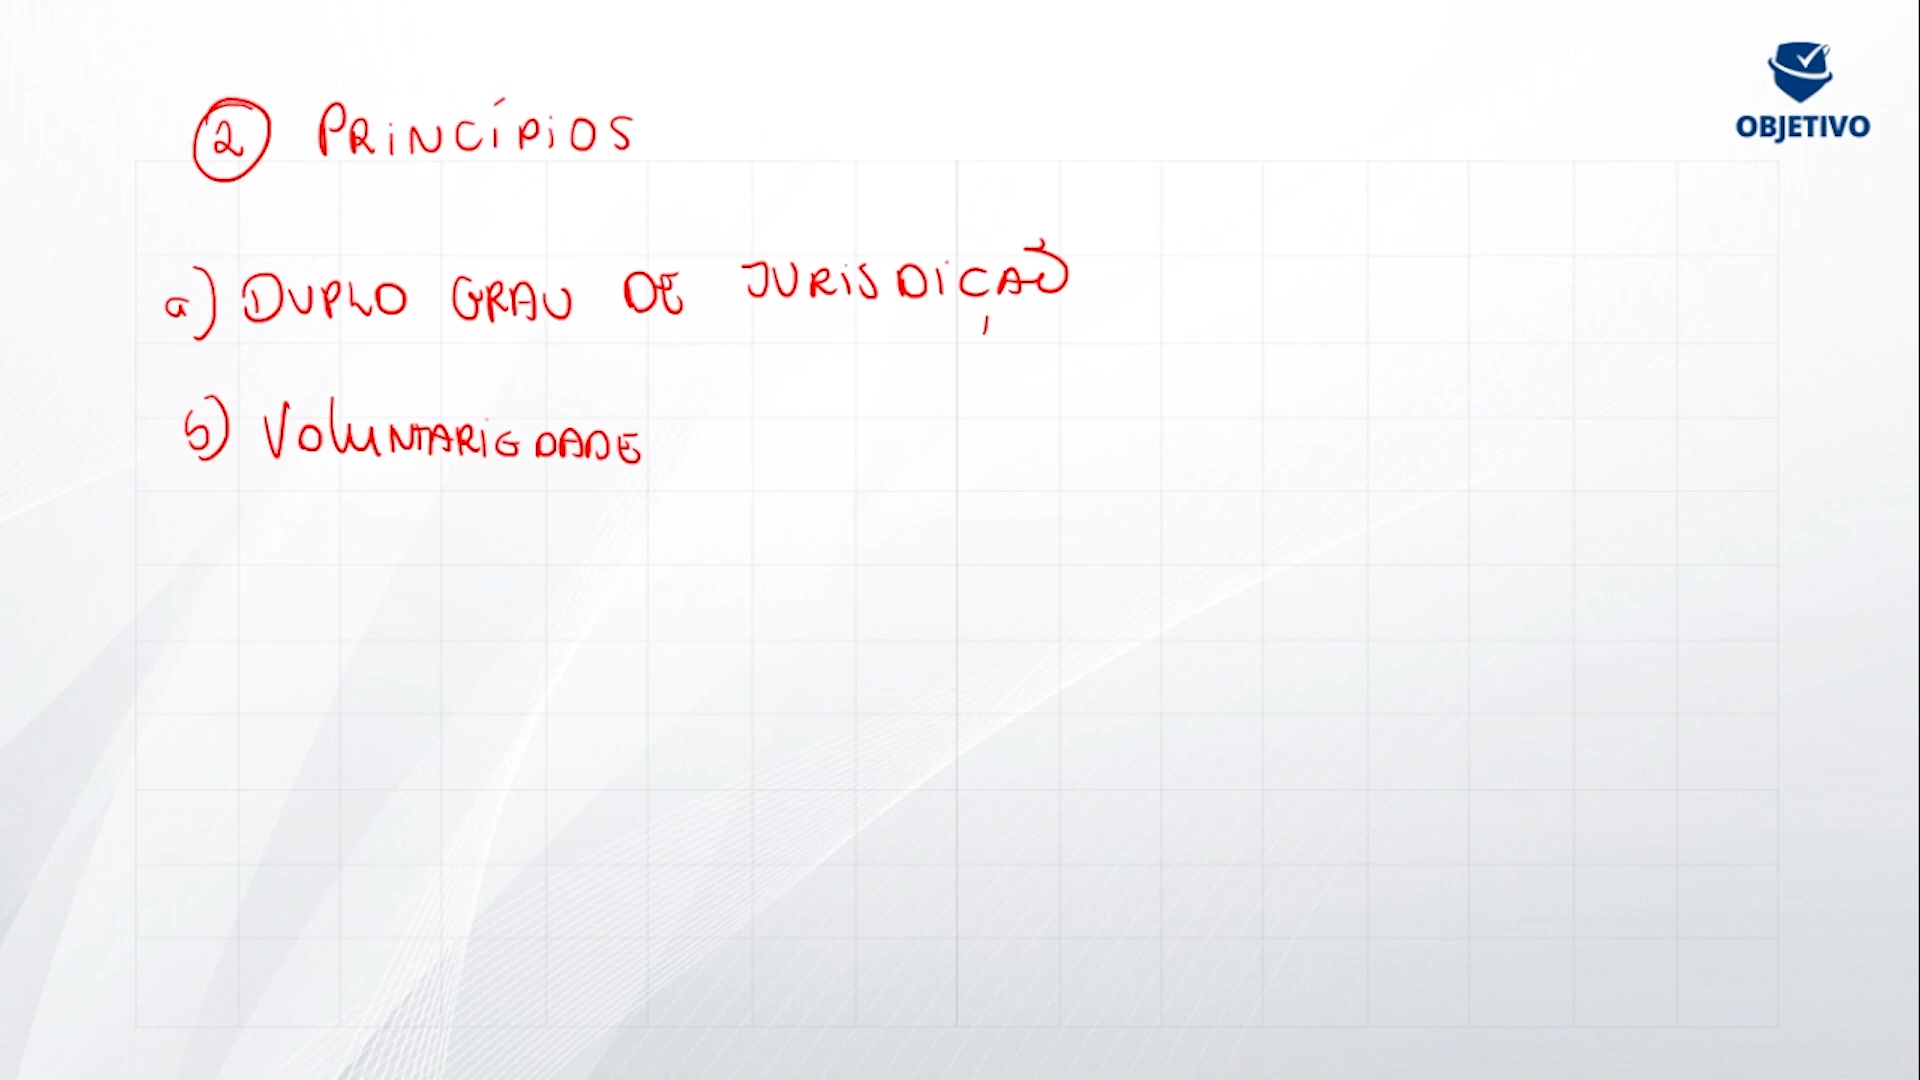 OBJETIVO
2 PRINCÍPIOS
a) DUPLO GRAU DE JURISDIÇÃO
b) VOLUNTARIEDADE